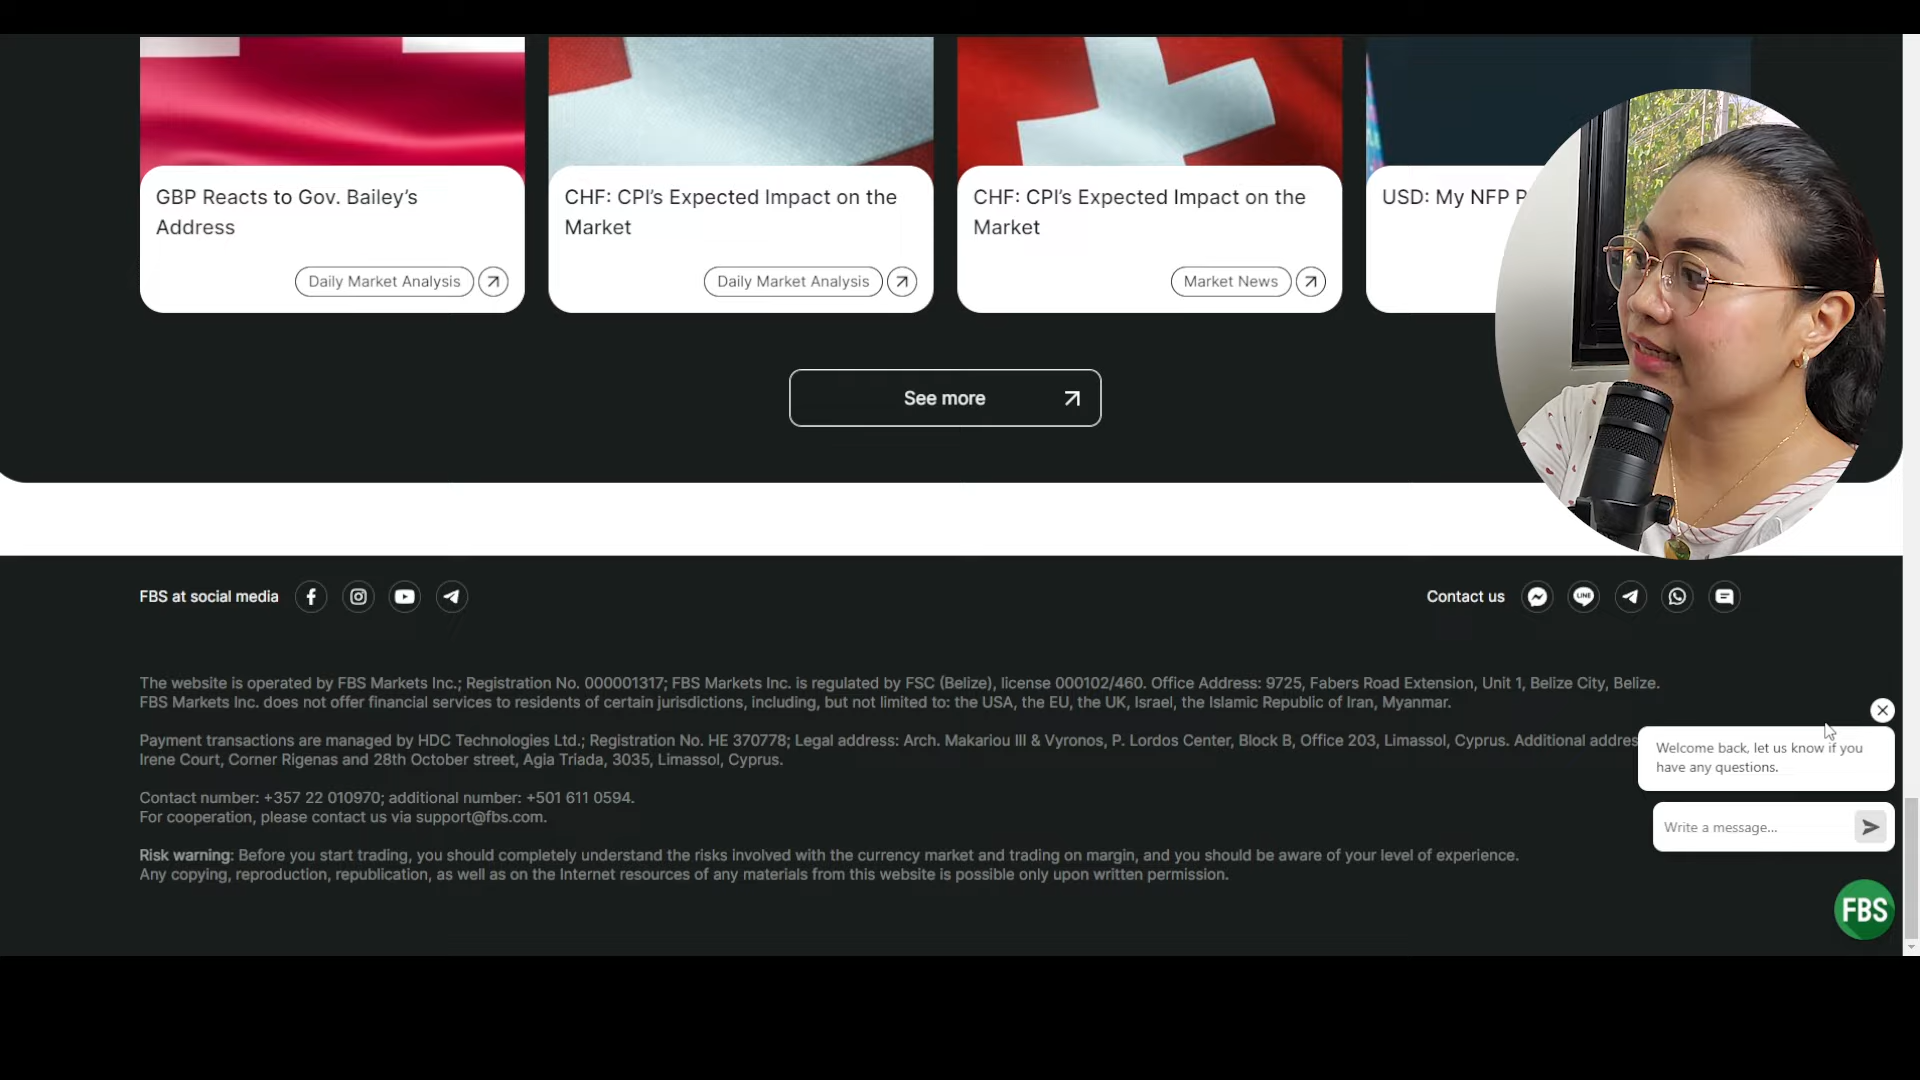 GBP Reacts to Gov. Bailey’s
Address
Daily Market Analysis
CHF: CPI’s Expected Impact on the
Market
Daily Market Analysis
CHF: CPI’s Expected Impact on the
Market
Market News
USD: My NFP
See more
FBS at social media
Contact us
LINE
The website is operated by FBS Markets Inc.; Registration No. 000001317; FBS Markets Inc. is regulated by FSC (Belize), license 000102/460. Office Address: 9725, Fabers Road Extension, Unit 1, Belize City, Belize.
FBS Markets Inc. does not offer financial services to residents of certain jurisdictions, including, but not limited to: the USA, the EU, the UK, Israel, the Islamic Republic of Iran, Myanmar.
Payment transactions are managed by HDC Technologies Ltd.; Registration No. HE 370778; Legal address: Arch. Makariou III & Vyronos, P. Lordos Center, Block B, Office 203, Limassol, Cyprus. Additional
Irene Court, Corner Rigenas and 28th October street, Agia Triada, 3035, Limassol, Cyprus.
Contact number: +357 22 010970; additional number: +501 611 0594.
For cooperation, please contact us via support@fbs.com.
Risk warning: Before you start trading, you should completely understand the risks involved with the currency market and trading on margin, and you should be aware of your level of experience.
Any copying, reproduction, republication, as well as on the Internet resources of any materials from this website is possible only upon written permission.
Welcome back, let us know if you
have any questions.
Write a message...
FBS